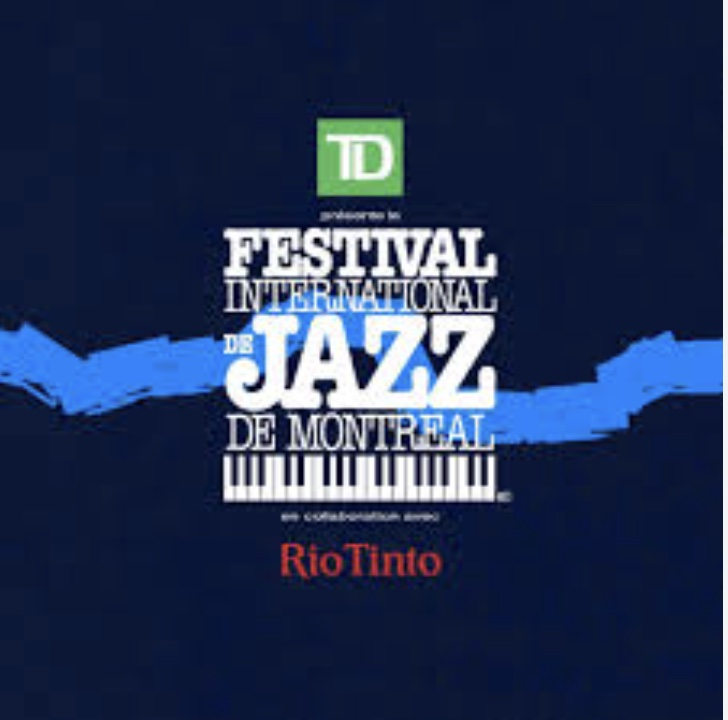 TD
présente le
FESTIVAL
INTERNATIONAL
DE JAZZ
DE MONTREAL
en collaboration avec
RioTinto